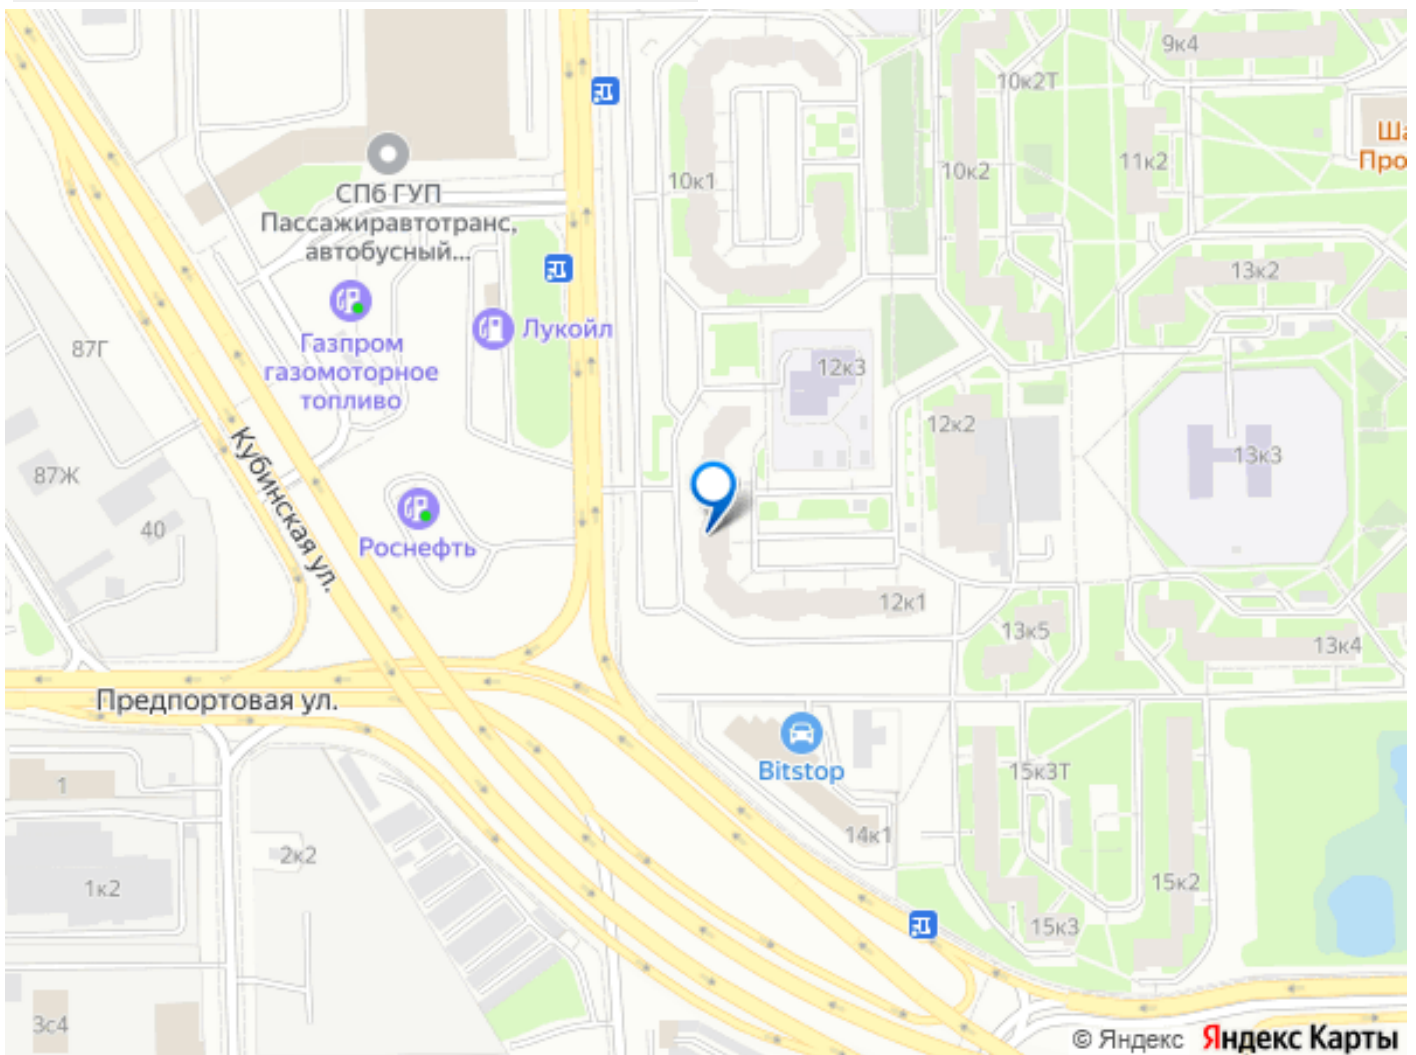 9к4
10к2Т
Ша
Про
11к2
10к2
10к1
СПб ГУП
Пассажиравтотранс,
автобусный...
13к2
Лукойл
Газпром
газомоторное
топливо
87Г
12к3
12к2
13к3
Кубинская ул.
87Ж
40
Роснефть
12к1
13к5
13к4
Предпортовая ул.
Bitstop
15к3Т
1
14к1
2к2
1к2
15к2
15к3
3с4
© Яндекс Яндекс Карты